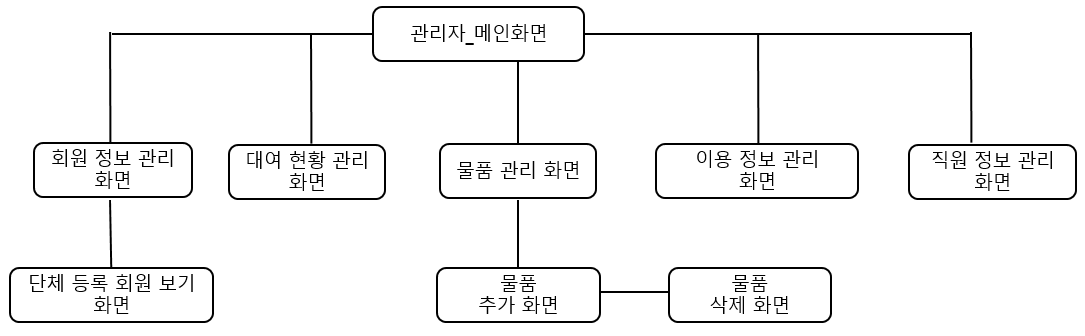 관리자_메인화면
회원 정보 관리
화면
대여 현황 관리
화면
물품 관리 화면
이용 정보 관리
화면
직원 정보 관리
화면
단체 등록 회원 보기
화면
물품
추가 화면
물품
삭제 화면